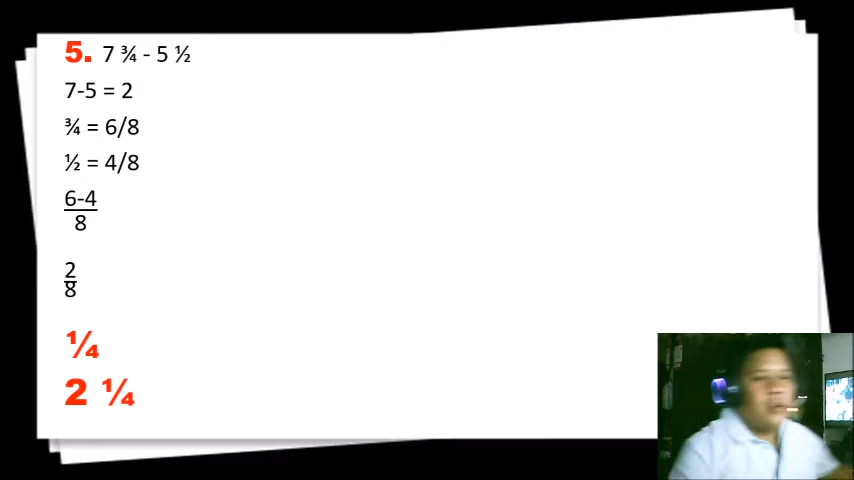 5. 7 ¾ - 5 ½
7-5 = 2
¾ = 6/8
½ = 4/8
6-4
8
2
8
¼
2 ¼